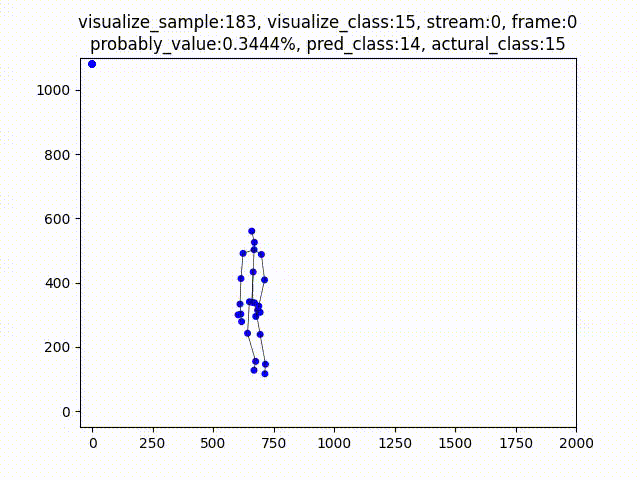 visualize_sample:183, visualize_class:15, stream:0, frame:0
probably_value:0.3444%, pred_class:14, actural_class:15
1000
800
600
400
200
0
0 250 500 750 1000 1250 1500 1750 2000